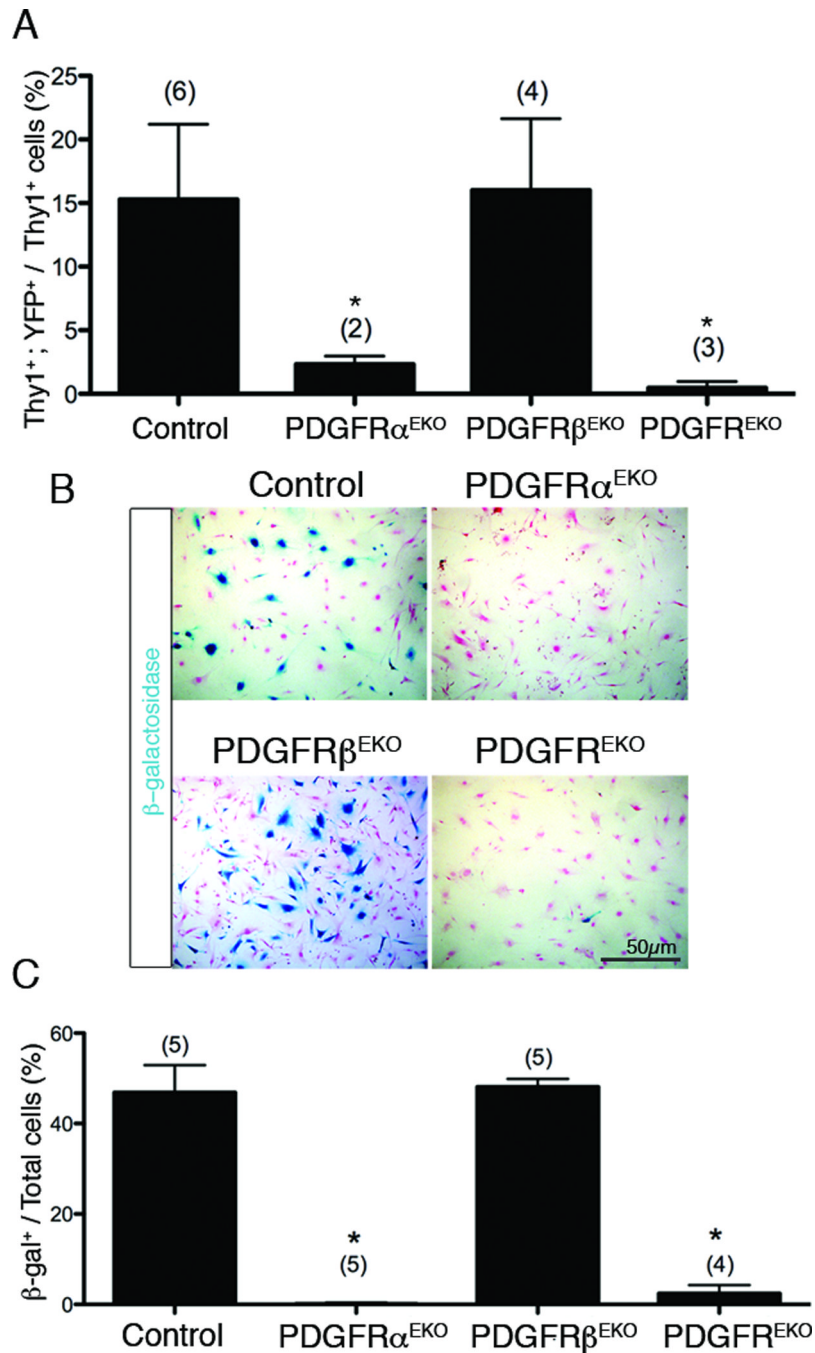 A
Thy1⁺ ; YFP⁺ / Thy1⁺ cells (%)
25
20
15
10
5
0
(6)
*
(2)
(4)
*
(3)
Control
PDGFRα^EKO
PDGFRβ^EKO
PDGFR^EKO
B
β-galactosidase
Control
PDGFRα^EKO
PDGFRβ^EKO
PDGFR^EKO
50µm
C
β-gal⁺ / Total cells (%)
60
40
20
0
(5)
*
(5)
(5)
*
(4)
Control
PDGFRα^EKO
PDGFRβ^EKO
PDGFR^EKO